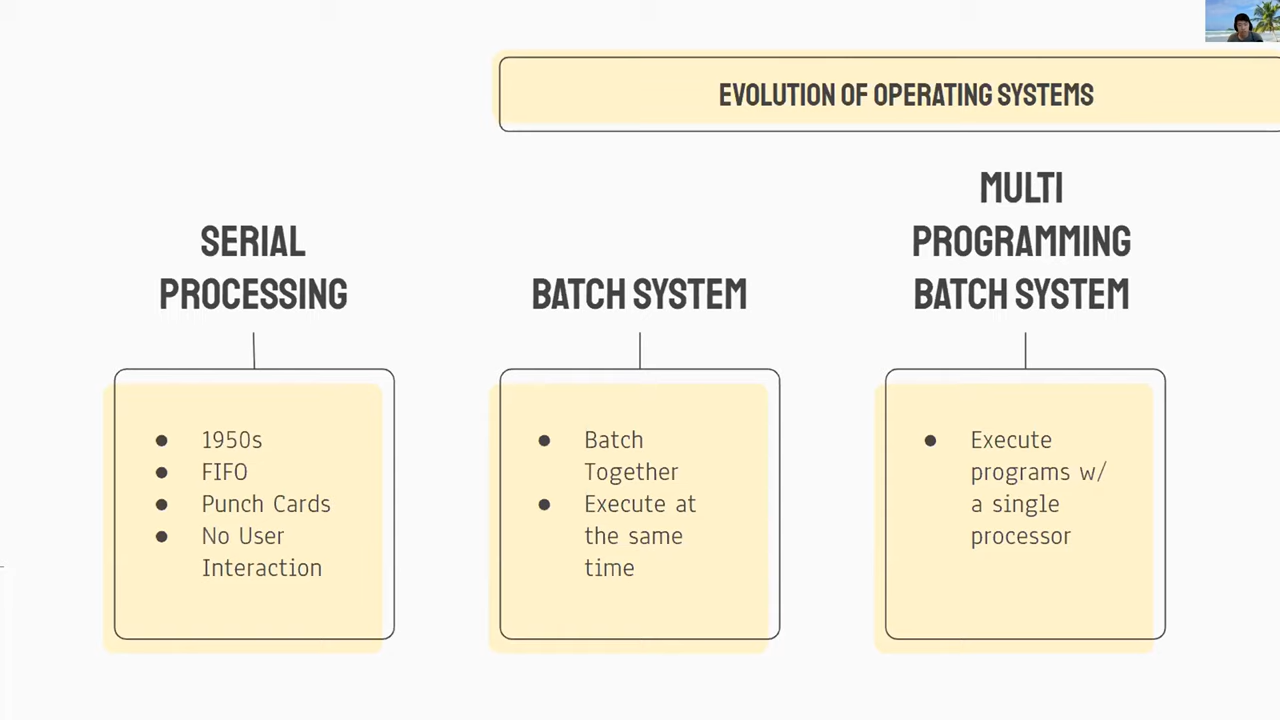 EVOLUTION OF OPERATING SYSTEMS
SERIAL
PROCESSING
● 1950s
● FIFO
● Punch Cards
● No User
Interaction
BATCH SYSTEM
● Batch
Together
● Execute at
the same
time
MULTI
PROGRAMMING
BATCH SYSTEM
● Execute
programs w/
a single
processor